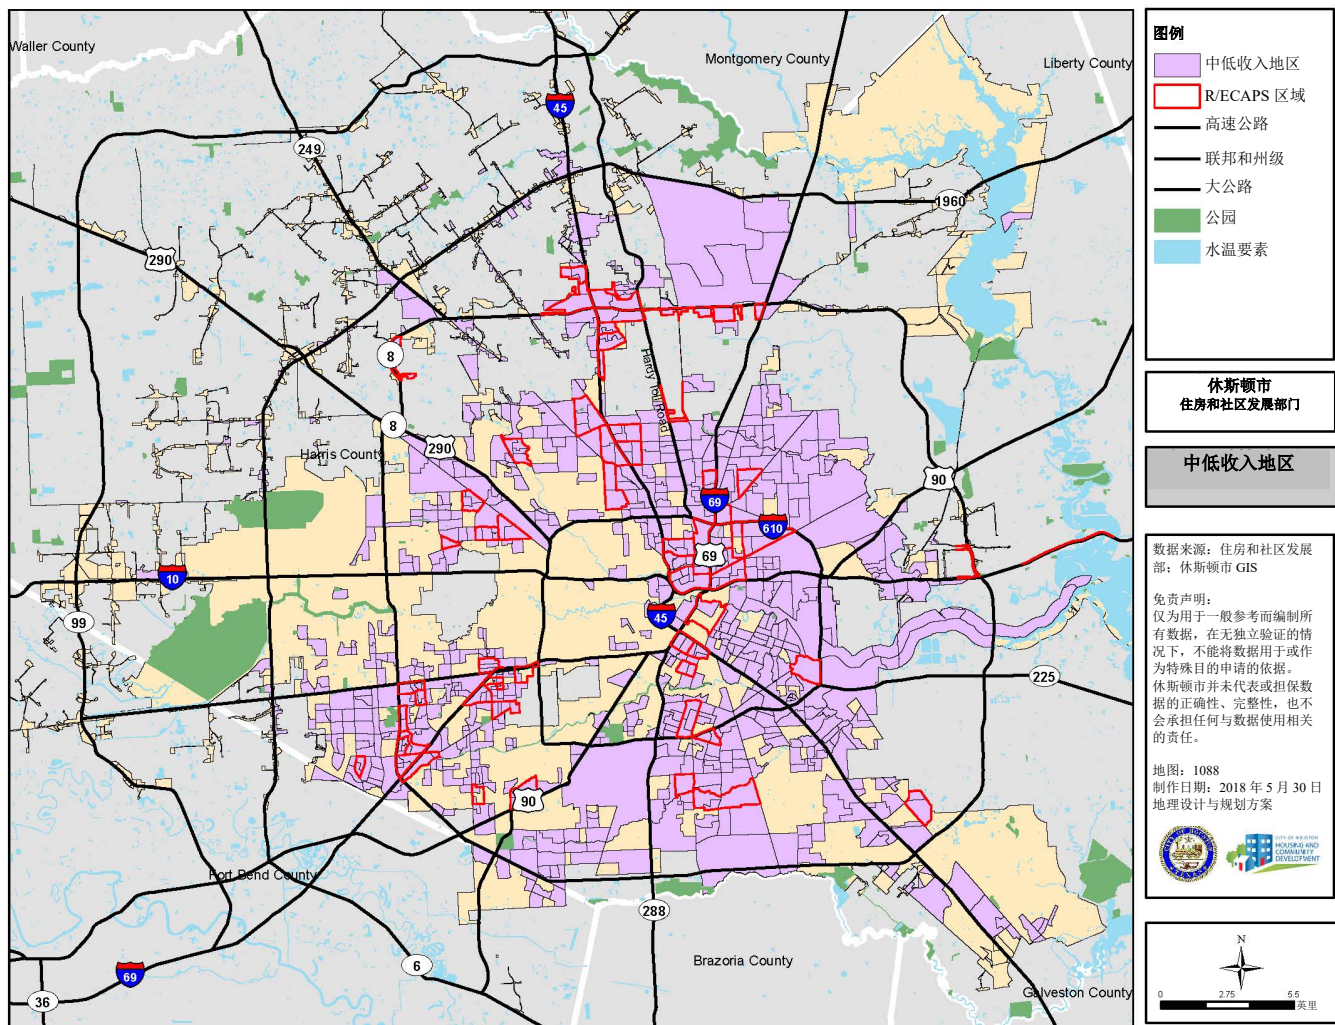 Waller County
Montgomery County
Liberty County
45
249
1960
290
8
Hardy Toll Road
8
290
Harris County
90
69
610
69
10
45
99
225
90
Fort Bend County
288
Brazoria County
6
69
36
Galveston County
图例
中低收入地区
R/ECAPS 区域
高速公路
联邦和州级
大公路
公园
水温要素
休斯顿市
住房和社区发展部门
中低收入地区
数据来源：住房和社区发展
部；休斯顿市 GIS
免责声明：
仅为用于一般参考而编制所
有数据，在无独立验证的情
况下，不能将数据用于或作
为特殊目的申请的依据。
休斯顿市并未代表或担保数
据的正确性、完整性，也不
会承担任何与数据使用相关
的责任。
地图：1088
制作日期：2018 年 5 月 30 日
地理设计与规划方案
CITY OF HOUSTON
HOUSING AND
COMMUNITY
DEVELOPMENT
N
0 2.75 5.5
英里